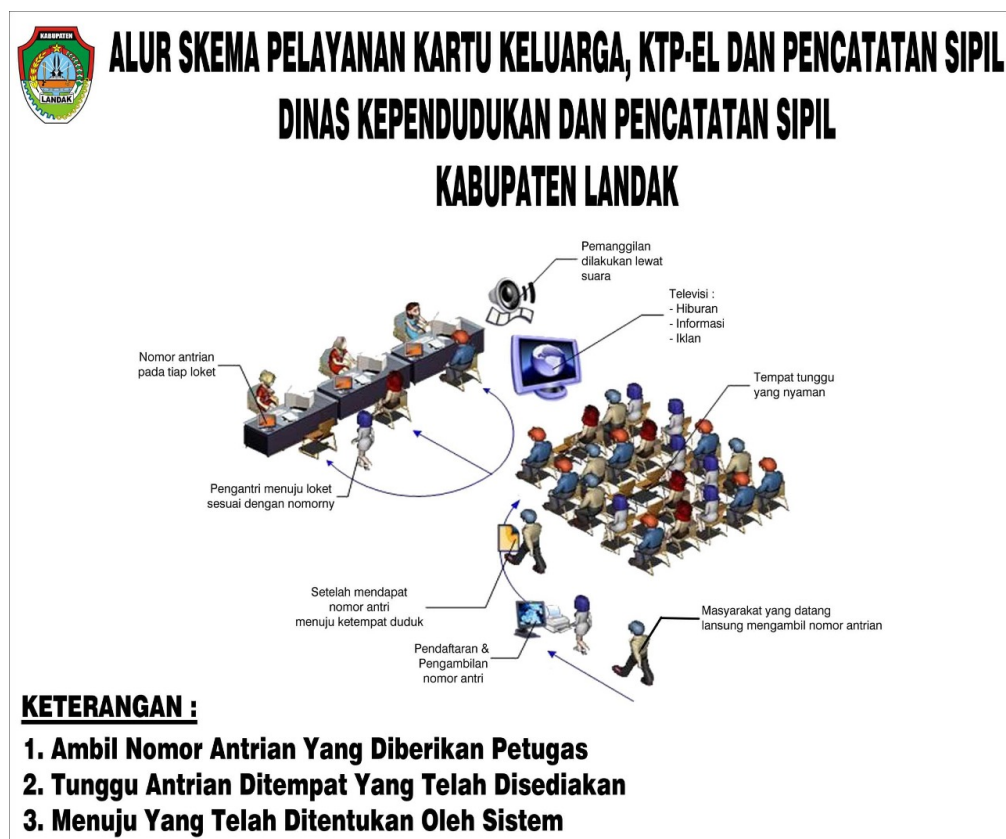 KABUPATEN
LANDAK
ALUR SKEMA PELAYANAN KARTU KELUARGA, KTP-EL DAN PENCATATAN SIPIL
DINAS KEPENDUDUKAN DAN PENCATATAN SIPIL
KABUPATEN LANDAK
Pemanggilan
dilakukan lewat
suara
Televisi :
- Hiburan
- Informasi
- Iklan
Nomor antrian
pada tiap loket
Tempat tunggu
yang nyaman
Pengantri menuju loket
sesuai dengan nomorny
Setelah mendapat
nomor antri
menuju ketempat duduk
Masyarakat yang datang
lansung mengambil nomor antrian
Pendaftaran &
Pengambilan
nomor antri
KETERANGAN :
1. Ambil Nomor Antrian Yang Diberikan Petugas
2. Tunggu Antrian Ditempat Yang Telah Disediakan
3. Menuju Yang Telah Ditentukan Oleh Sistem